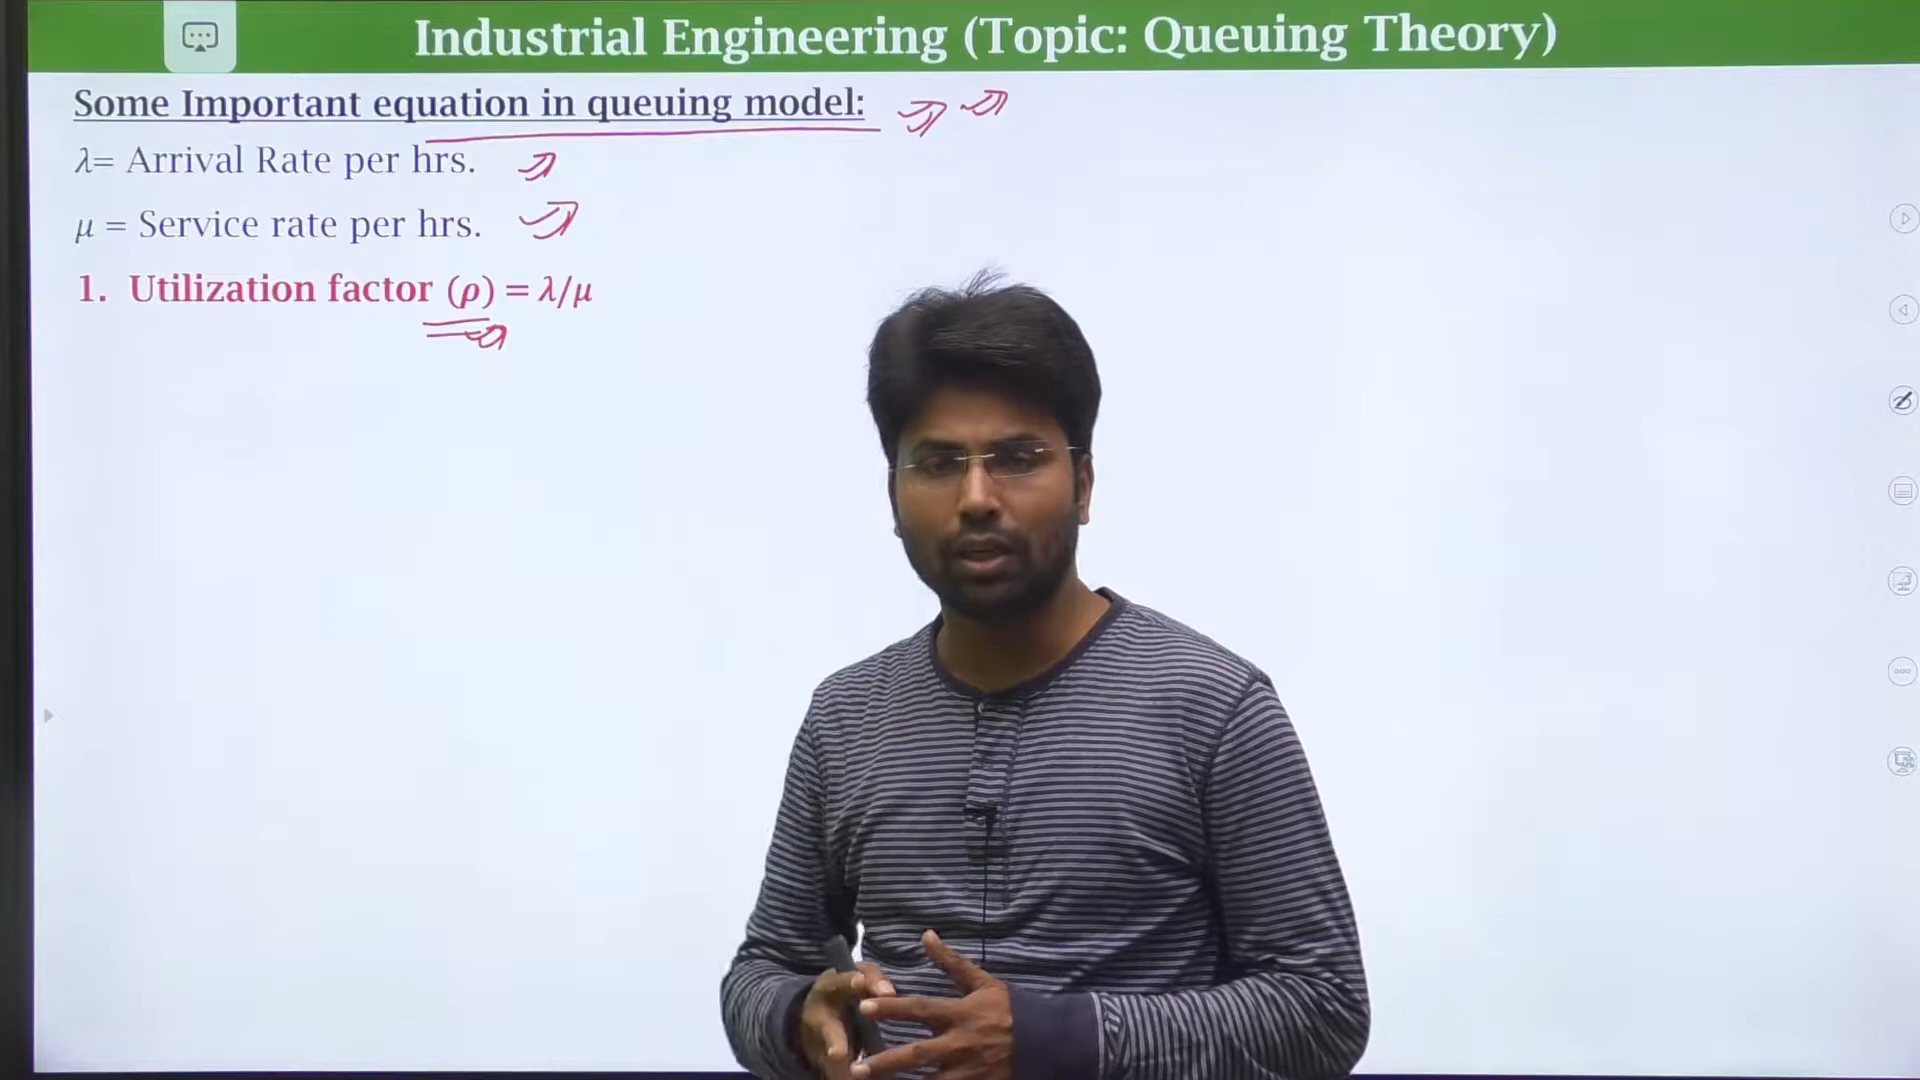 Industrial Engineering (Topic: Queuing Theory)
Some Important equation in queuing model:
λ= Arrival Rate per hrs.
μ = Service rate per hrs.
1. Utilization factor (ρ) = λ/μ